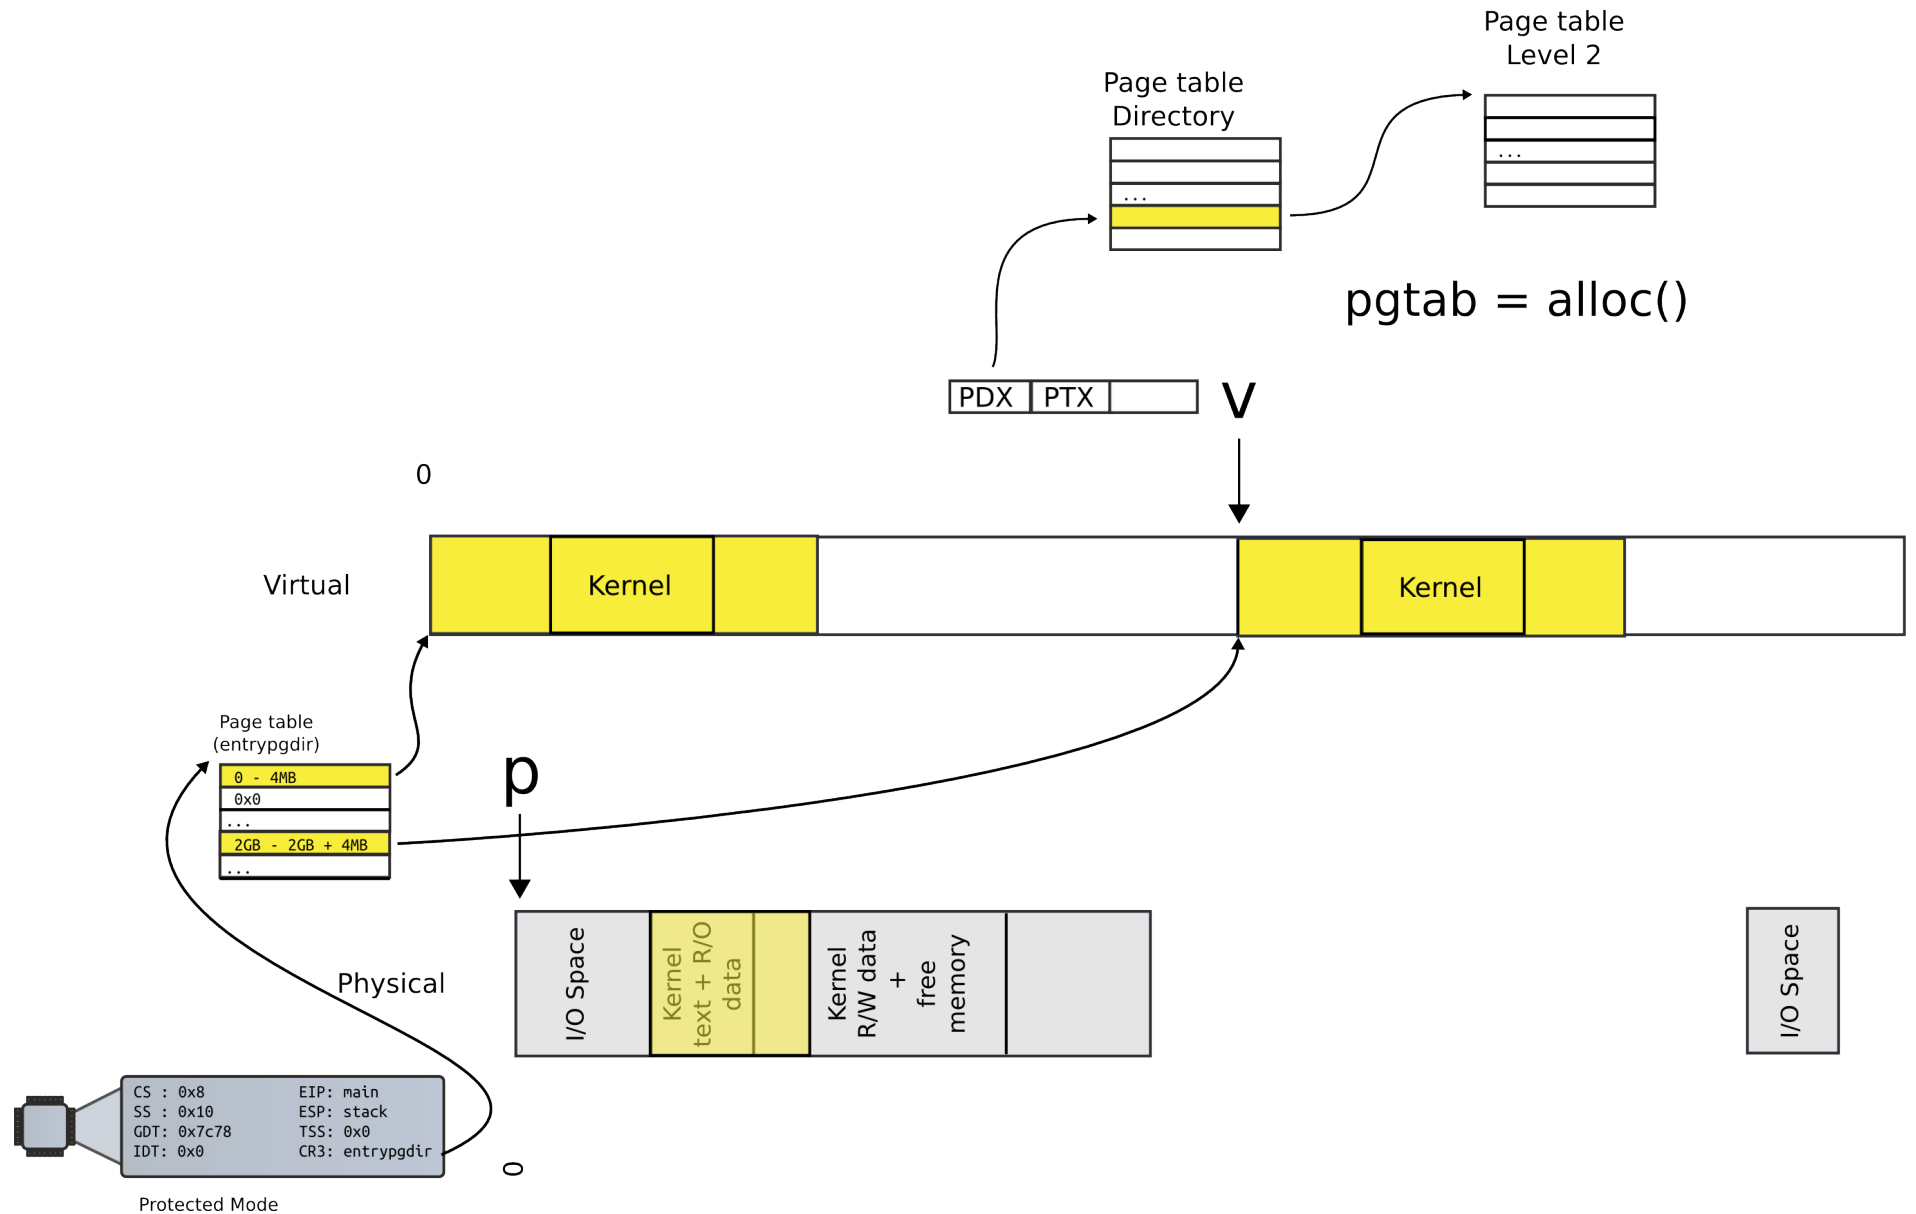 Page table
Level 2
Page table
Directory
...
...
pgtab = alloc()
PDX PTX
v
0
Virtual
Kernel
Kernel
Page table
(entrypgdir)
0 - 4MB
0x0
...
2GB - 2GB + 4MB
...
p
Physical
I/O Space
Kernel
text + R/O
data
Kernel
R/W data
+
free
memory
I/O Space
CS : 0x8 EIP: main
SS : 0x10 ESP: stack
GDT: 0x7c78 TSS: 0x0
IDT: 0x0 CR3: entrypgdir
0
Protected Mode